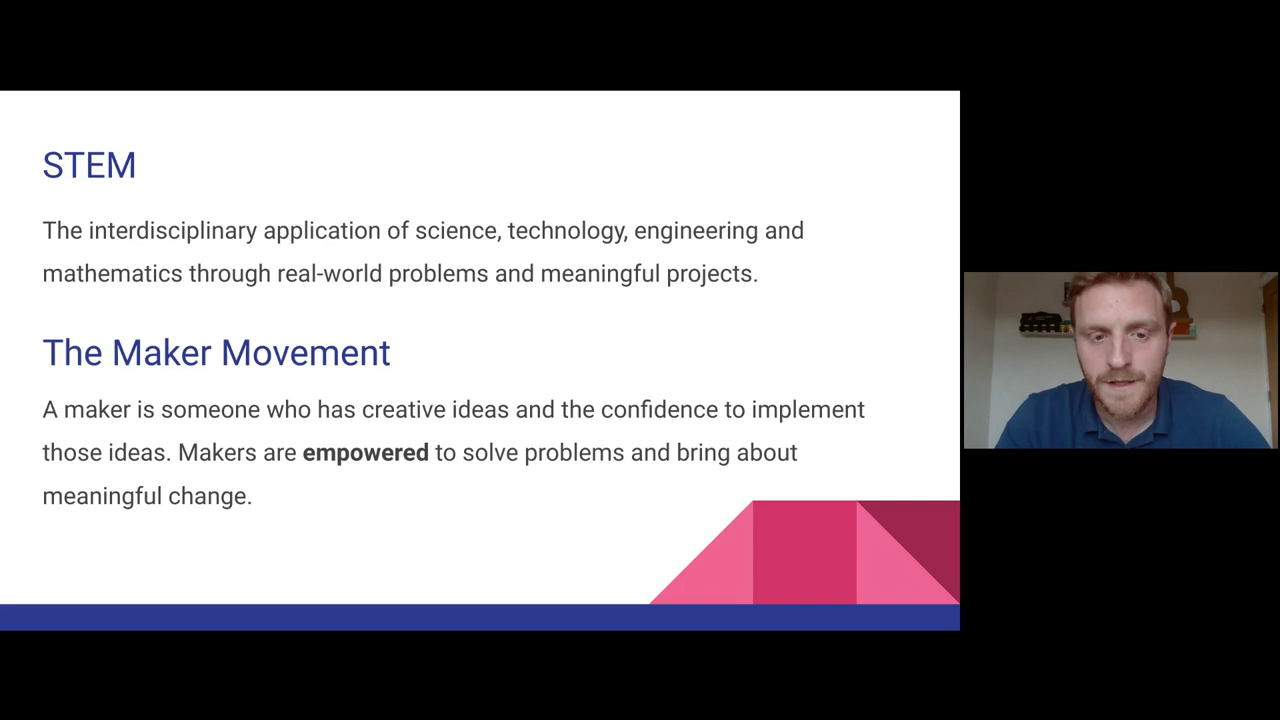 STEM
The interdisciplinary application of science, technology, engineering and
mathematics through real-world problems and meaningful projects.
The Maker Movement
A maker is someone who has creative ideas and the confidence to implement
those ideas. Makers are empowered to solve problems and bring about
meaningful change.